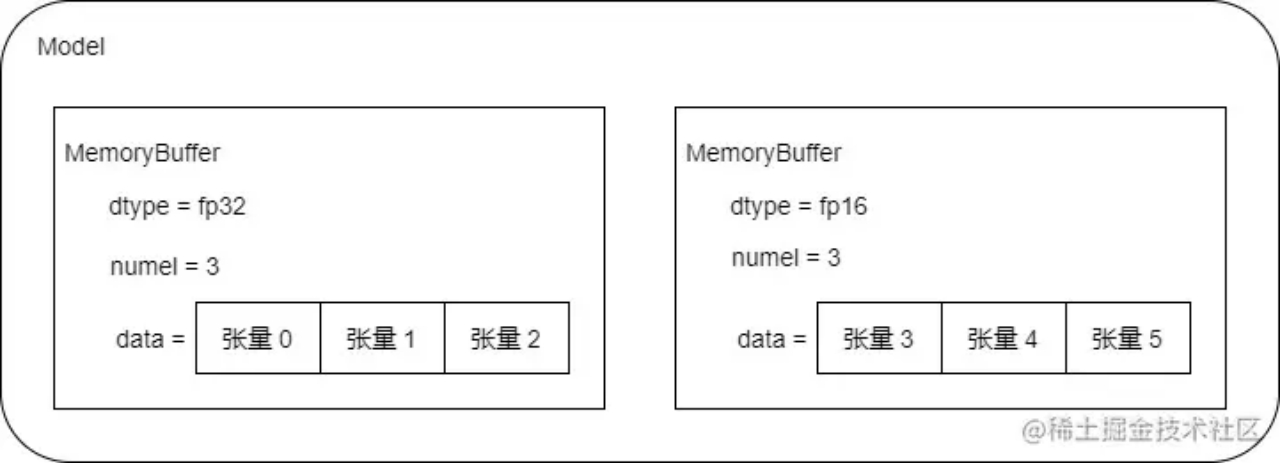 Model
MemoryBuffer
dtype = fp32
numel = 3
data = 张量 0 张量 1 张量 2
MemoryBuffer
dtype = fp16
numel = 3
data = 张量 3 张量 4 张量 5
@稀土掘金技术社区